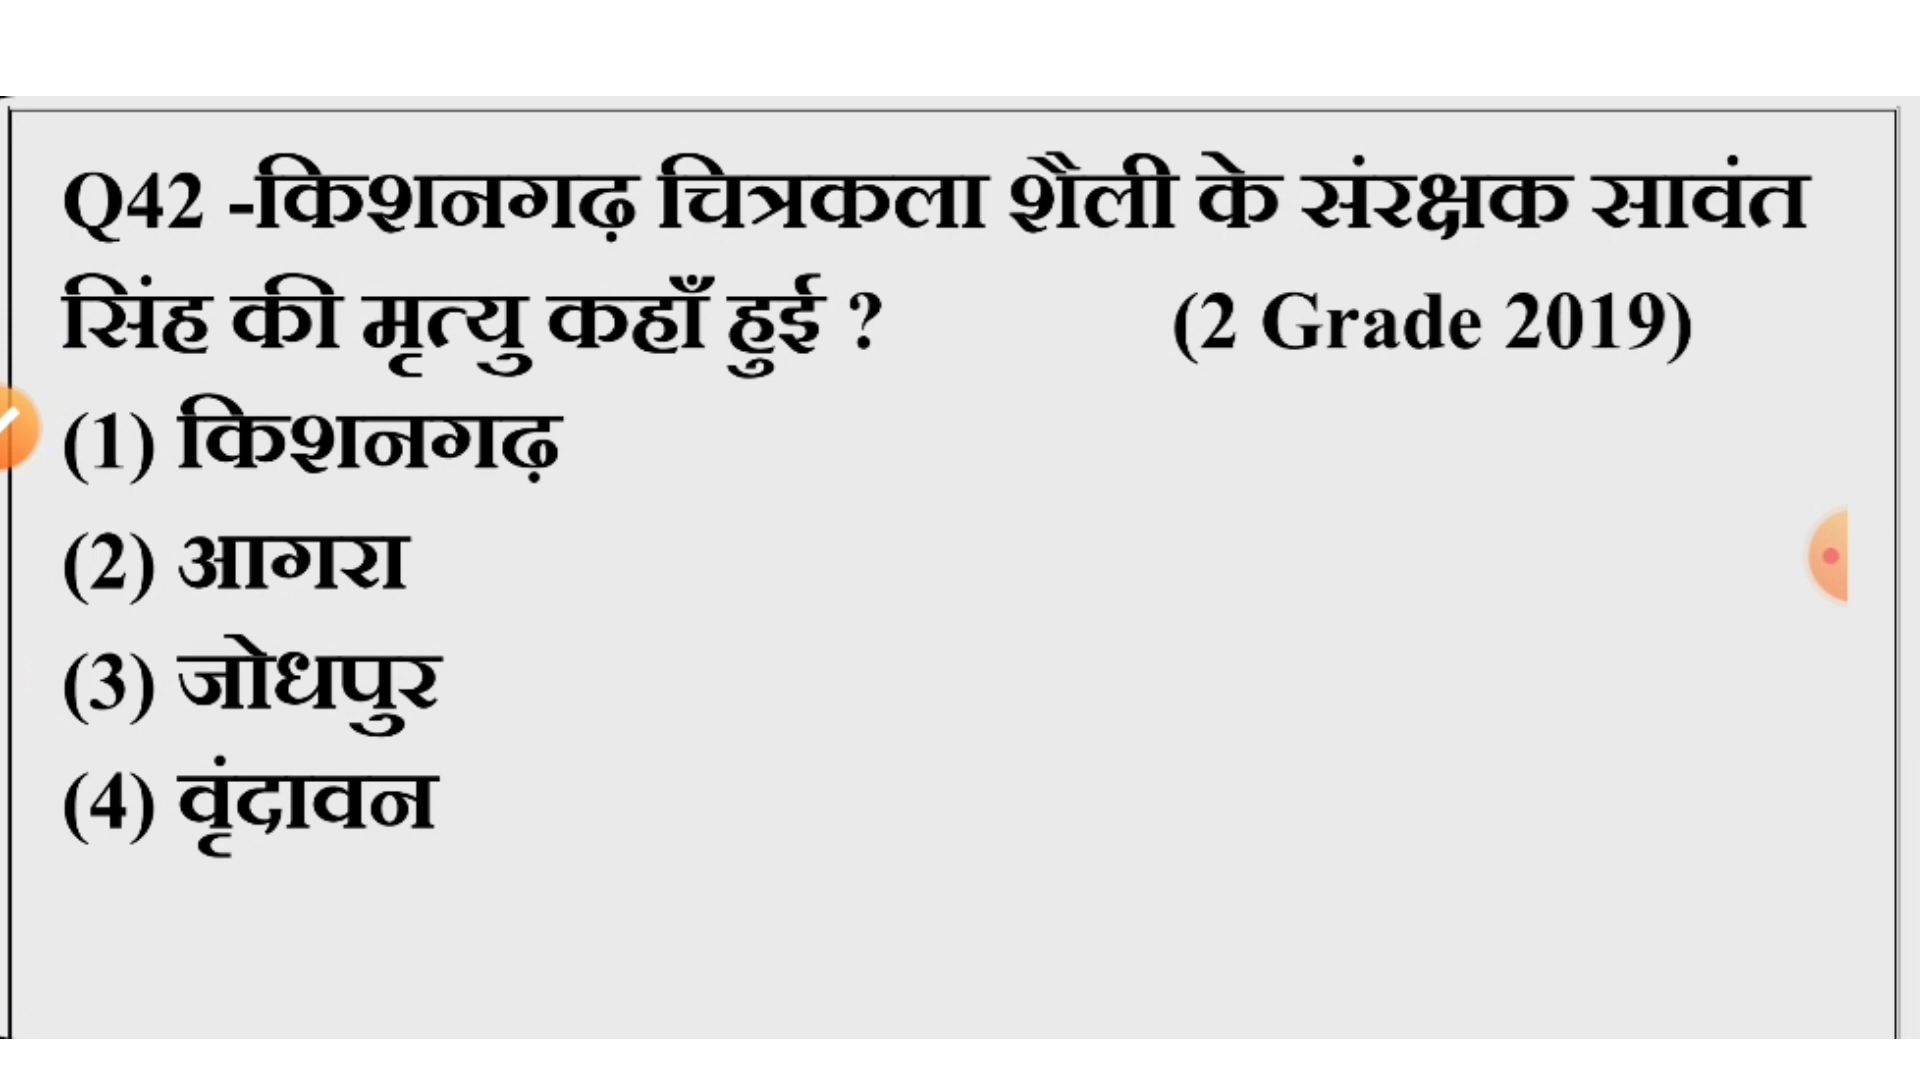 Q42 -किशनगढ़ चित्रकला शैली के संरक्षक सावंत
सिंह की मृत्यु कहाँ हुई ? (2 Grade 2019)
(1) किशनगढ़
(2) आगरा
(3) जोधपुर
(4) वृंदावन